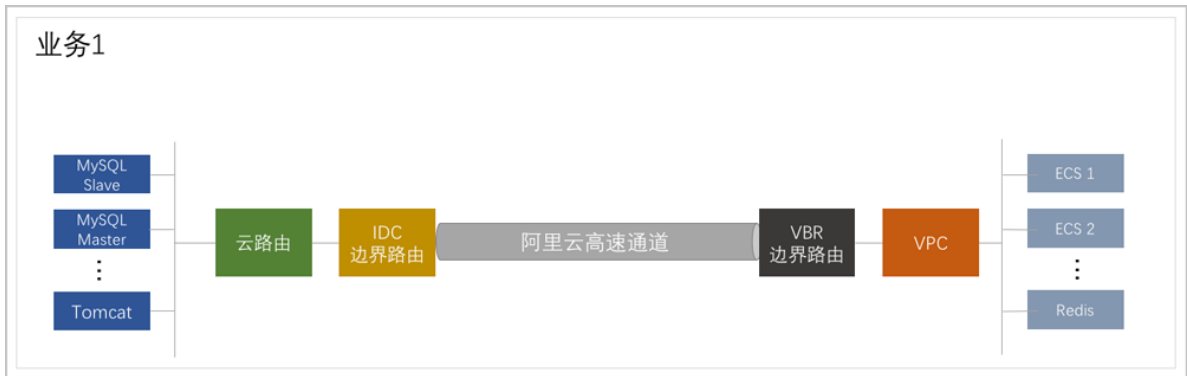 业务1
MySQL
Slave
MySQL
Master
⋮
Tomcat
云路由
IDC
边界路由
阿里云高速通道
VBR
边界路由
VPC
ECS 1
ECS 2
⋮
Redis